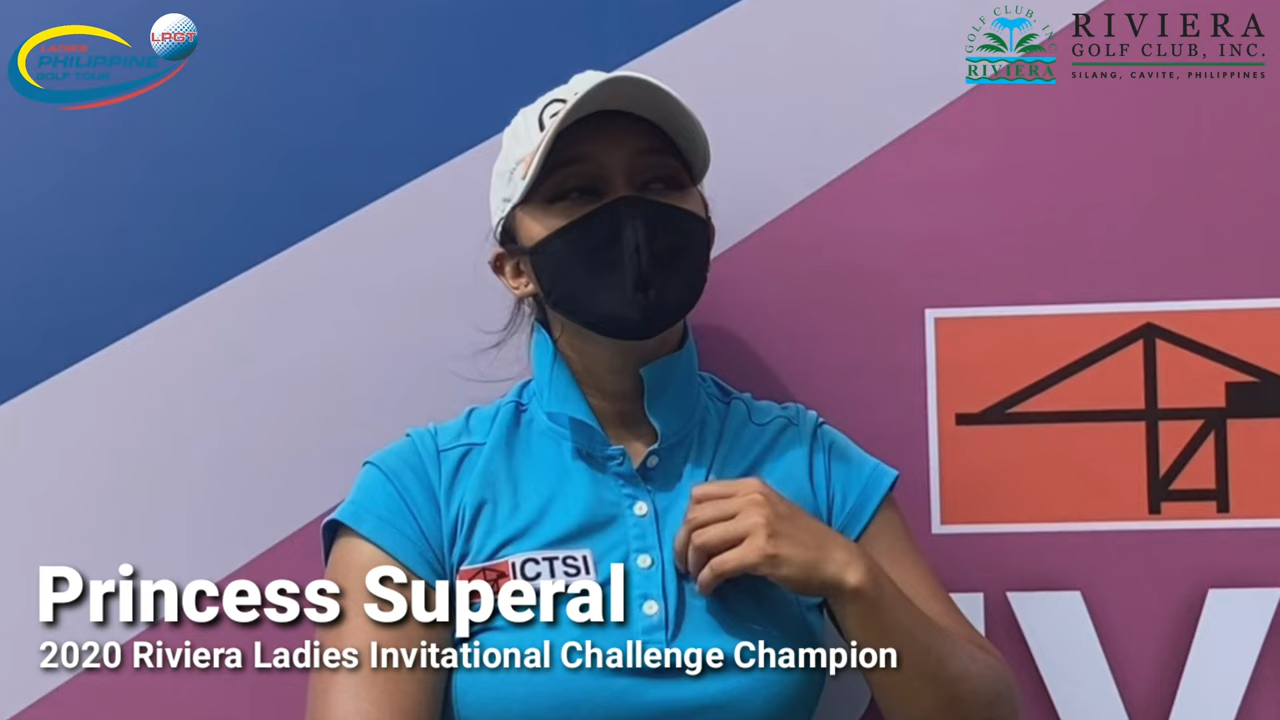 LADIES
PHILIPPINE
GOLF TOUR
LPGT
GOLF CLUB, INC.
RIVIERA
RIVIERA
GOLF CLUB, INC.
SILANG, CAVITE, PHILIPPINES
ICTSI
Princess Superal
2020 Riviera Ladies Invitational Challenge Champion